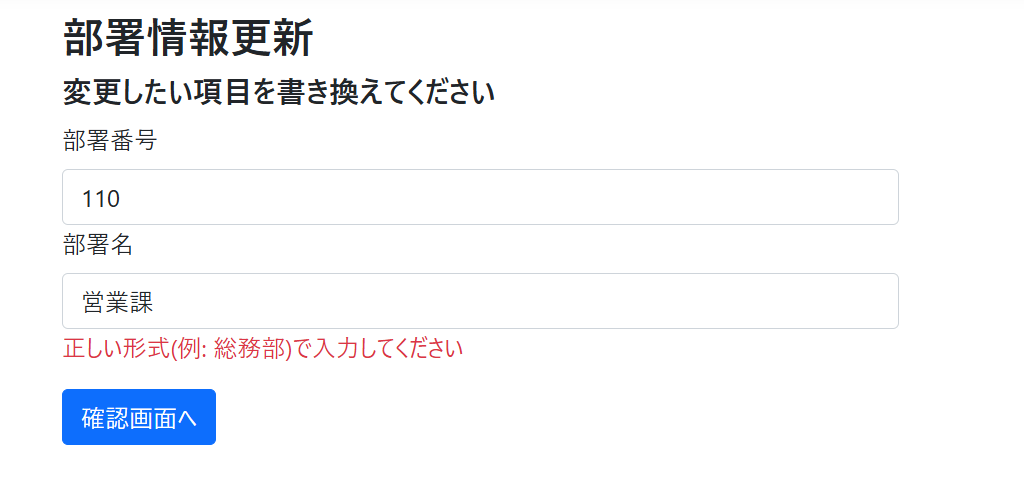 部署情報更新
変更したい項目を書き換えてください
部署番号
110
部署名
営業課
正しい形式(例: 総務部)で入力してください
確認画面へ